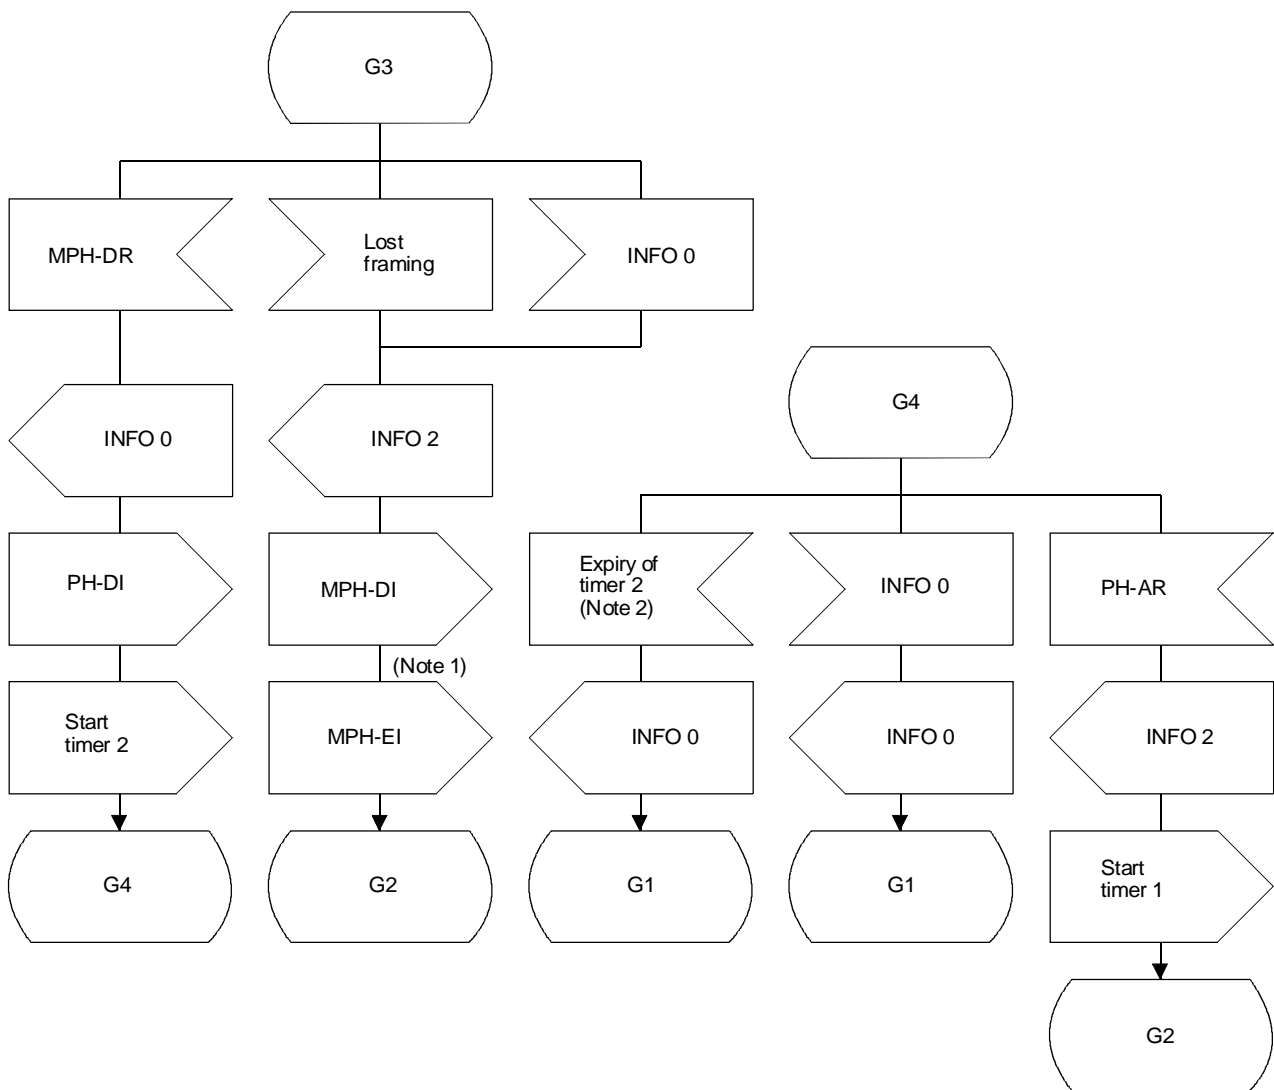 G3
MPH-DR
Lost
framing
INFO 0
INFO 0
INFO 2
PH-DI
MPH-DI
(Note 1)
Start
timer 2
MPH-EI
G4
G2
G4
Expiry of
timer 2
(Note 2)
INFO 0
PH-AR
INFO 0
INFO 0
INFO 2
G1
G1
Start
timer 1
G2